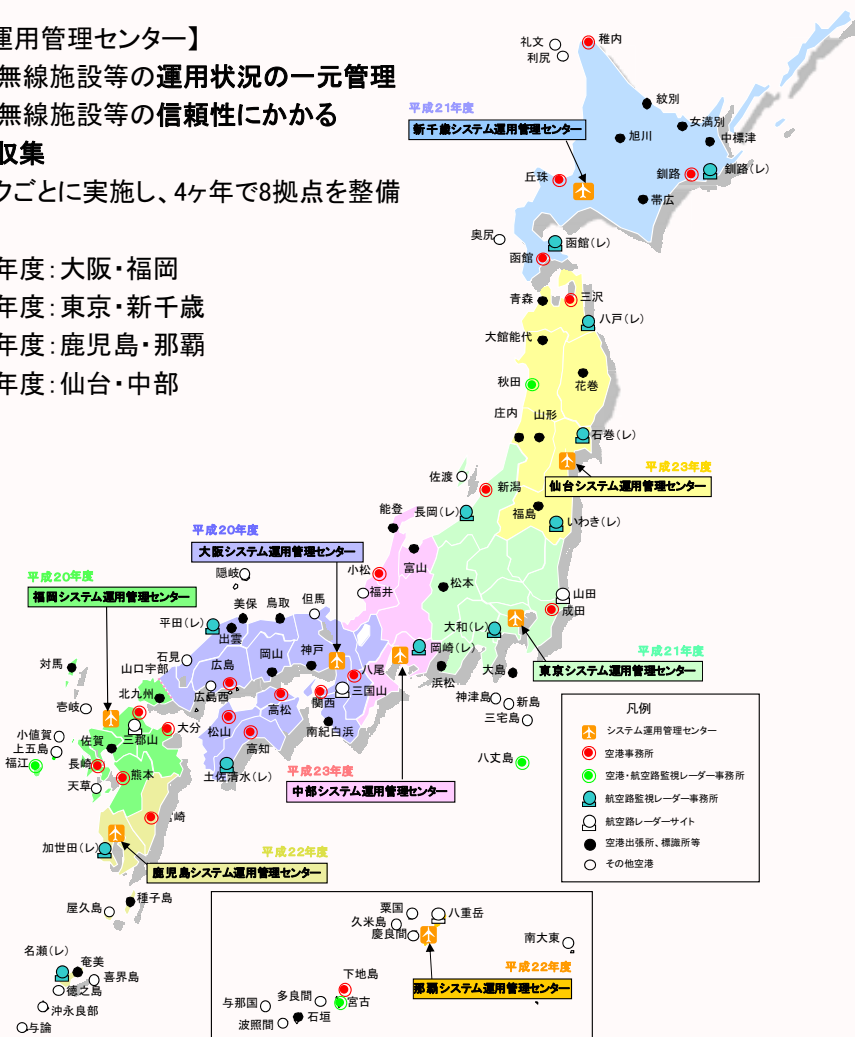 運用管理センター】
無線施設等の運用状況の一元管理
無線施設等の信頼性にかかる
収集
クごとに実施し、4ヶ年で8拠点を整備
年度：大阪・福岡
年度：東京・新千歳
年度：鹿児島・那覇
年度：仙台・中部
礼文
利尻
稚内
平成21年度
新千歳システム運用管理センター
紋別
女満別
旭川
中標津
丘珠
釧路
釧路(レ)
帯広
奥尻
函館(レ)
函館
青森
三沢
八戸(レ)
大館能代
秋田
花巻
庄内
山形
石巻(レ)
平成23年度
仙台システム運用管理センター
佐渡
新潟
長岡(レ)
福島
いわき(レ)
能登
平成20年度
大阪システム運用管理センター
小松
富山
福井
松本
山田
成田
平成20年度
福岡システム運用管理センター
隠岐
美保
鳥取
但馬
平田(レ)
出雲
石見
広島
岡山
神戸
八尾
岡崎(レ)
大和(レ)
浜松
大島
平成21年度
東京システム運用管理センター
対馬
山口宇部
北九州
広島西
高松
関西
三国山
神津島
新島
三宅島
壱岐
小値賀
上五島
福江
佐賀
三郡山
大分
松山
高知
南紀白浜
八丈島
長崎
熊本
土佐清水(レ)
天草
平成23年度
中部システム運用管理センター
宮崎
加世田(レ)
平成22年度
鹿児島システム運用管理センター
屋久島
種子島
名瀬(レ)
奄美
喜界島
徳之島
沖永良部
与論
粟国
久米島
慶良間
八重岳
南大東
平成22年度
那覇システム運用管理センター
下地島
多良間
宮古
与那国
石垣
波照間
凡例
システム運用管理センター
空港事務所
空港・航空路監視レーダー事務所
航空路監視レーダー事務所
航空路レーダーサイト
空港出張所、標識所等
その他空港